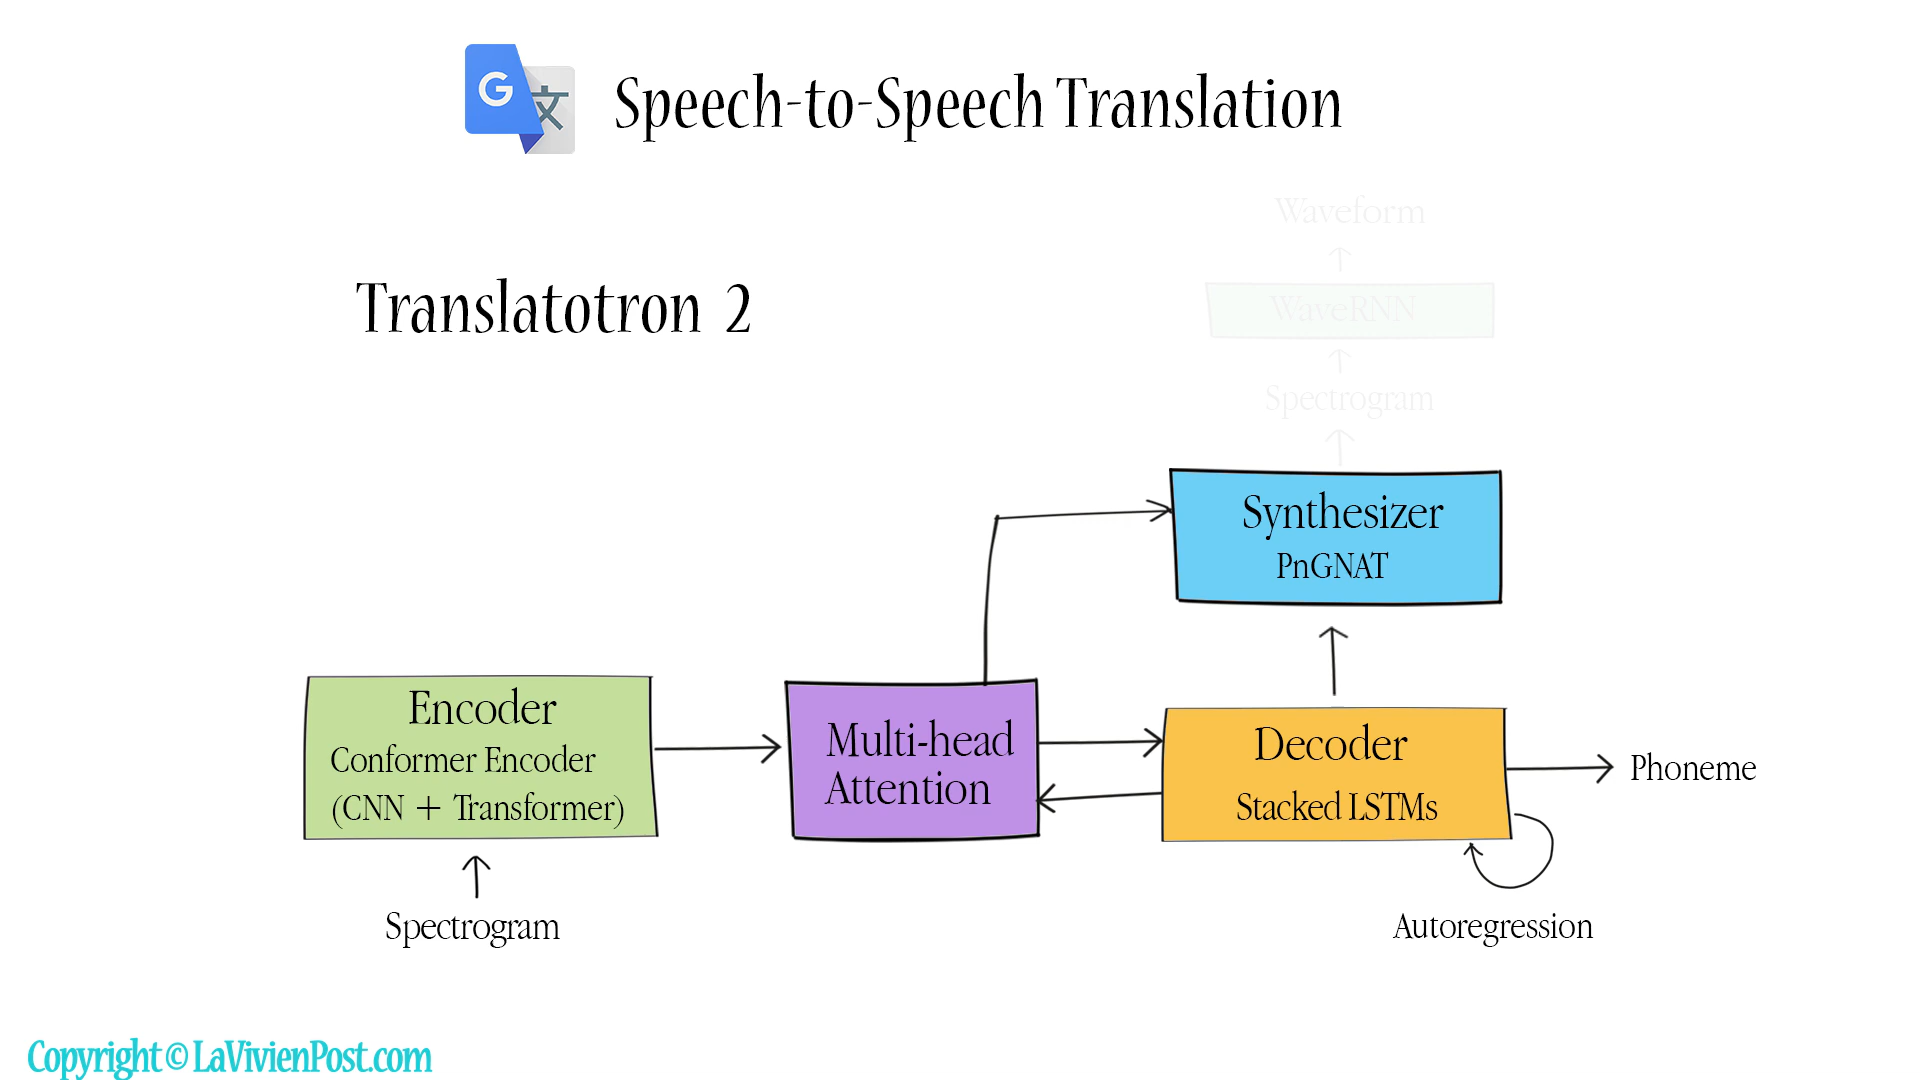 G 文
Speech-to-Speech Translation
Translatotron 2
Waveform
WaveRNN
Spectrogram
Synthesizer
PnGNAT
Encoder
Conformer Encoder
(CNN + Transformer)
Multi-head
Attention
Decoder
Stacked LSTMs
Phoneme
Spectrogram
Autoregression
Copyright © LaVivienPost.com